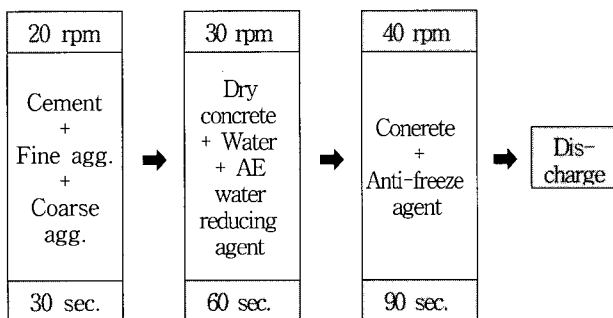 20 rpm
Cement
+
Fine agg.
+
Coarse
agg.
30 sec.
30 rpm
Dry
concrete
+ Water
+ AE
water
reducing
agent
60 sec.
40 rpm
Conerete
+
Anti-freeze
agent
90 sec.
Dis-
charge